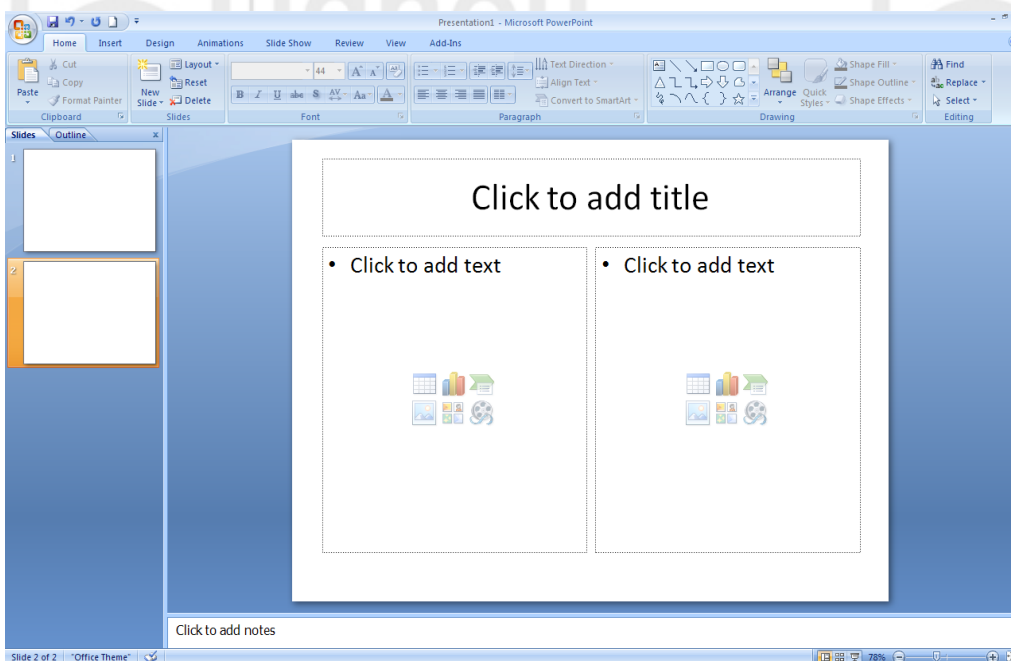 Presentation1 - Microsoft PowerPoint
Home Insert Design Animations Slide Show Review View Add-Ins
Paste
Cut
Copy
Format Painter
Clipboard
New
Slide
Layout
Reset
Delete
Slides
44
A A
B I U abe S AV Aa A
Font
Text Direction
Align Text
Convert to SmartArt
Paragraph
Arrange
Quick
Styles
Shape Fill
Shape Outline
Shape Effects
Drawing
Find
Replace
Select
Editing
Slides Outline x
1
2
Click to add title
• Click to add text
• Click to add text
Click to add notes
Slide 2 of 2 "Office Theme" 78%